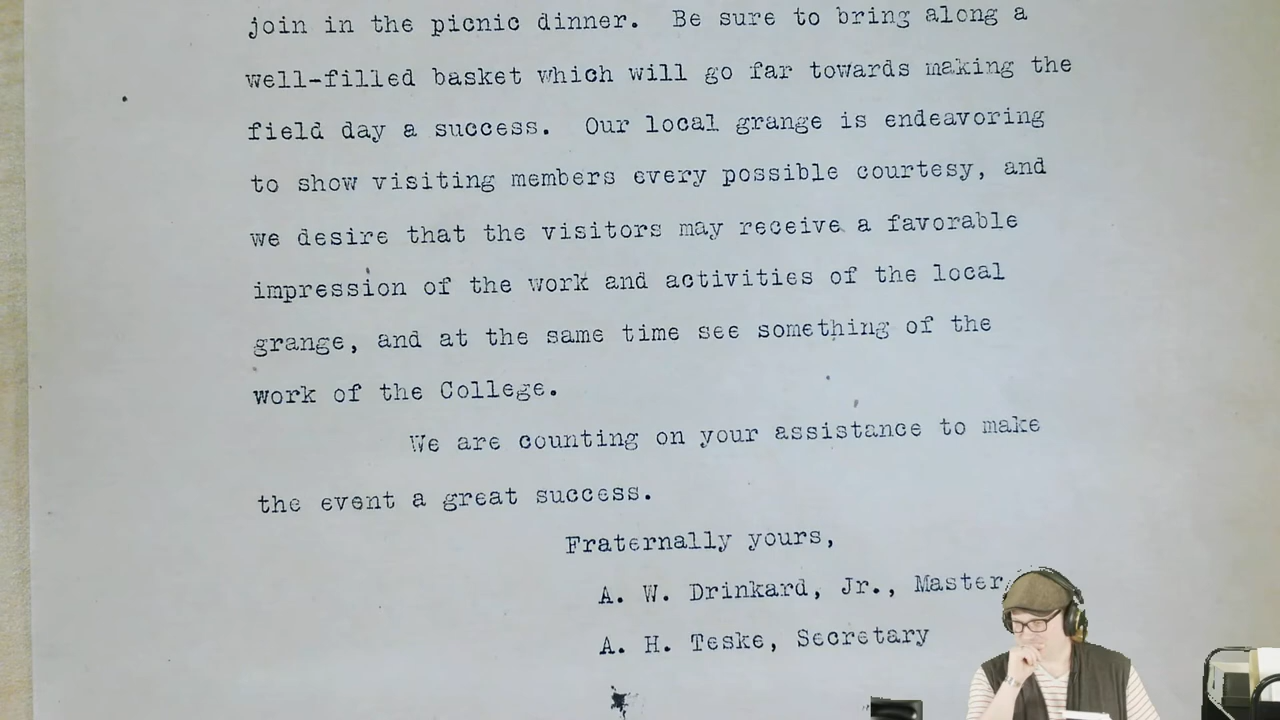 join in the picnic dinner.  Be sure to bring along a
well-filled basket which will go far towards making the
field day a success.  Our local grange is endeavoring
to show visiting members every possible courtesy, and
we desire that the visitors may receive a favorable
impression of the work and activities of the local
grange, and at the same time see something of the
work of the College.
We are counting on your assistance to make
the event a great success.
Fraternally yours,
A. W. Drinkard, Jr., Master
A. H. Teske, Secretary